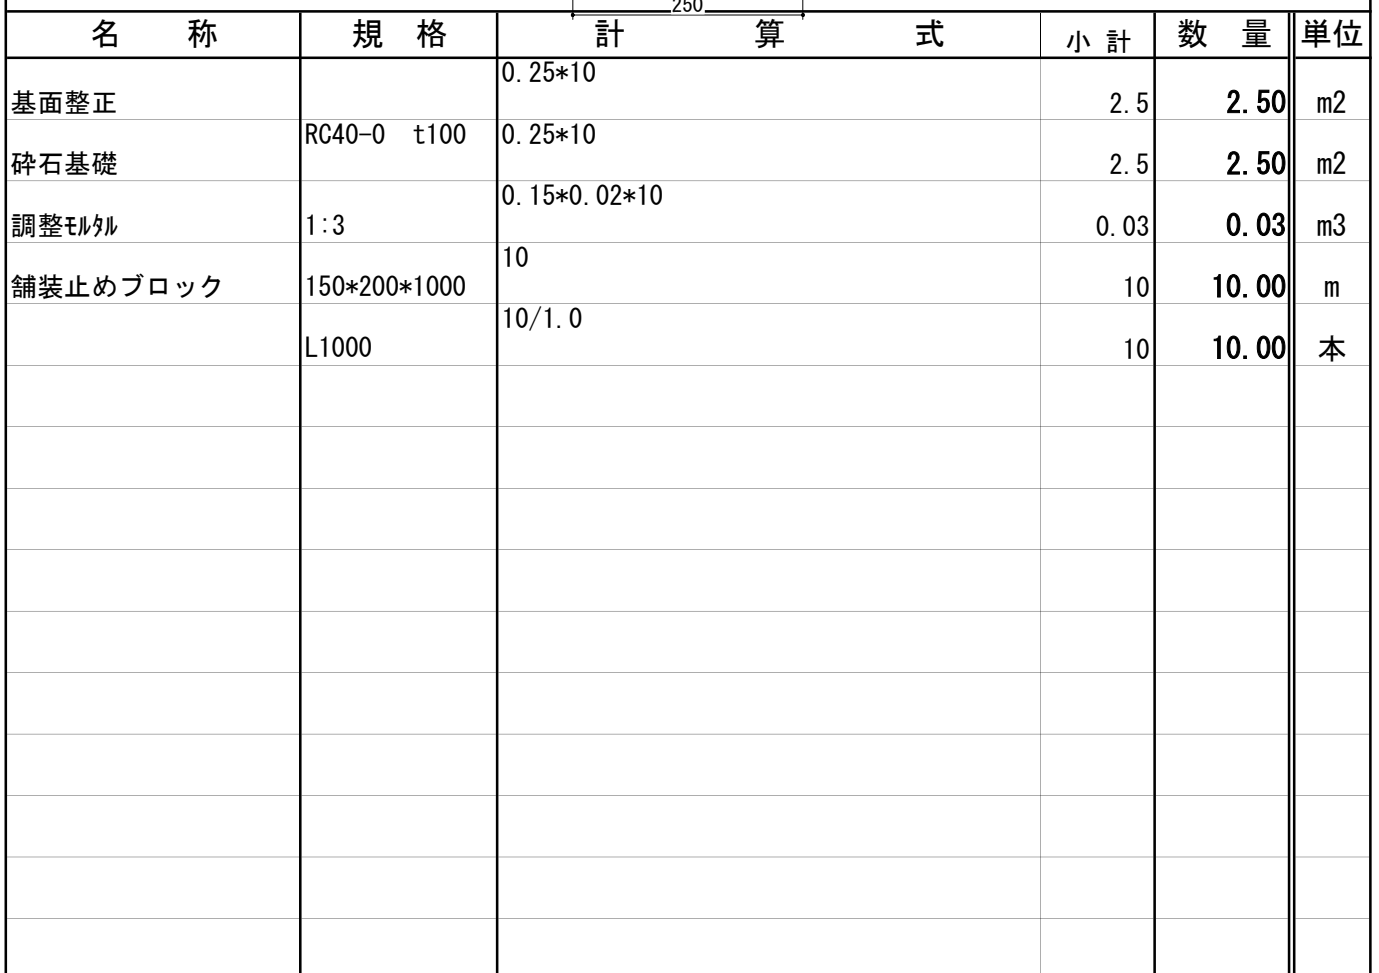 250
名 称 規 格 計 算 式 小 計 数 量 単位
0.25*10
基面整正 2.5 2.50 m2
RC40-0 t100 0.25*10
砕石基礎 2.5 2.50 m2
0.15*0.02*10
調整ﾓﾙﾀﾙ 1:3 0.03 0.03 m3
10
舗装止めブロック 150*200*1000 10 10.00 m
10/1.0
L1000 10 10.00 本